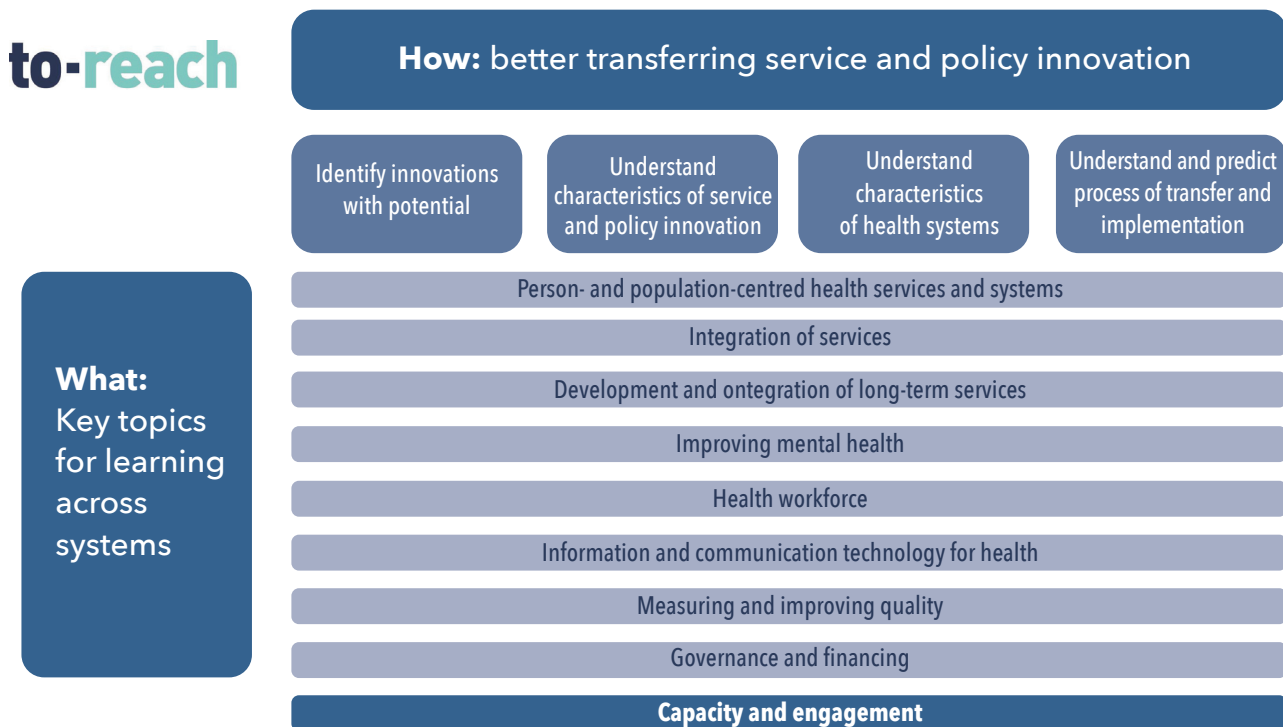 to-reach
How: better transferring service and policy innovation
Identify innovations
with potential
Understand
characteristics of service
and policy innovation
Understand
characteristics
of health systems
Understand and predict
process of transfer and
implementation
What:
Key topics
for learning
across
systems
Person- and population-centred health services and systems
Integration of services
Development and ontegration of long-term services
Improving mental health
Health workforce
Information and communication technology for health
Measuring and improving quality
Governance and financing
Capacity and engagement